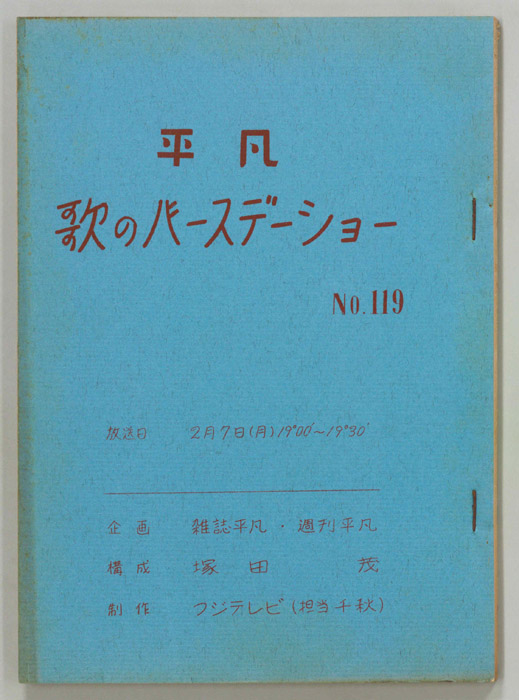 平凡
歌のバースデーショー
No.119
放送日 2月7日(月)19°00′~19°30′
企画 雑誌平凡・週刊平凡
構成 塚田 茂
制作 フジテレビ(担当千秋)